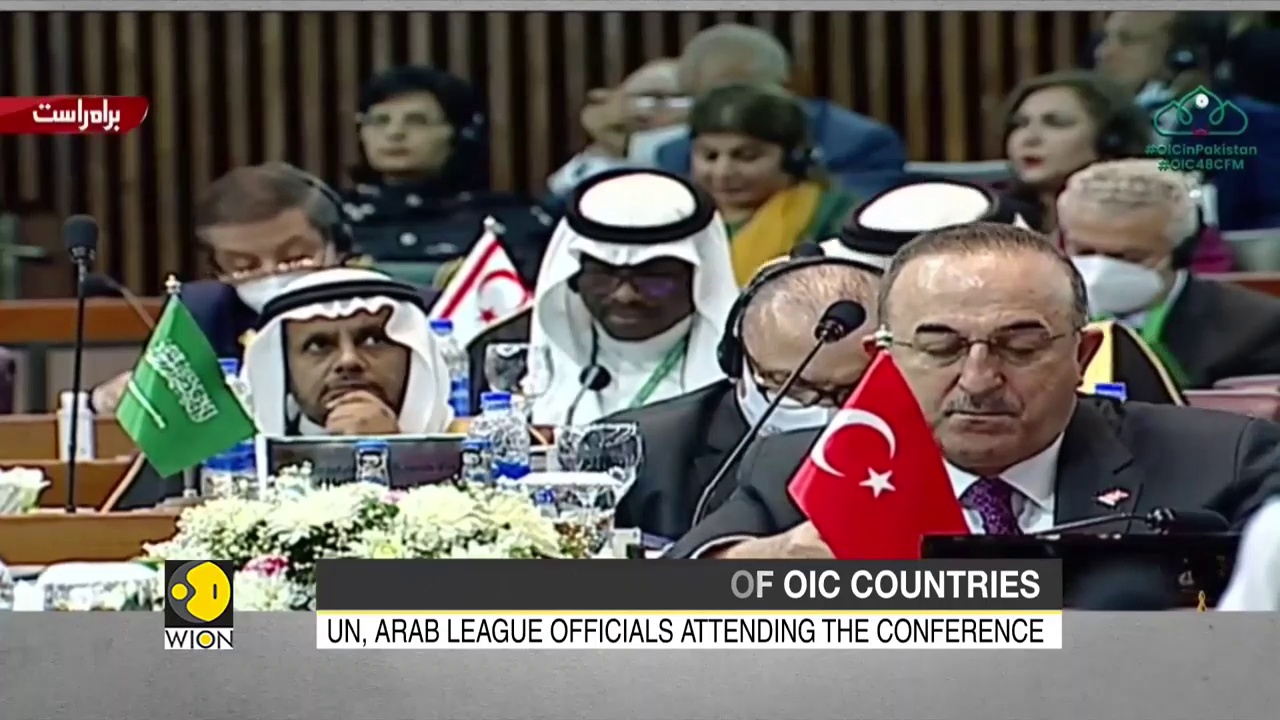 براہ راست
#OICinPakistan
#OIC48CFM
OF OIC COUNTRIES
WION
UN, ARAB LEAGUE OFFICIALS ATTENDING THE CONFERENCE